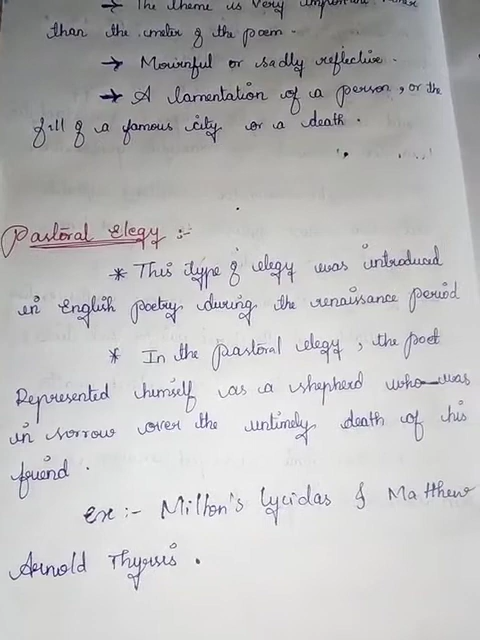 → The theme is very important rather
than the meter of the poem.
→ Mournful or sadly reflective.
→ A lamentation of a person, or the
fall of a famous city or a death.
Pastoral Elegy :-
* This type of elegy was introduced
in English poetry during the renaissance period
* In the pastoral elegy, the poet
Represented himself as a shepherd who was
in sorrow over the untimely death of his
friend.
ex :- Milton's Lycidas & Matthew
Arnold Thyrsis.